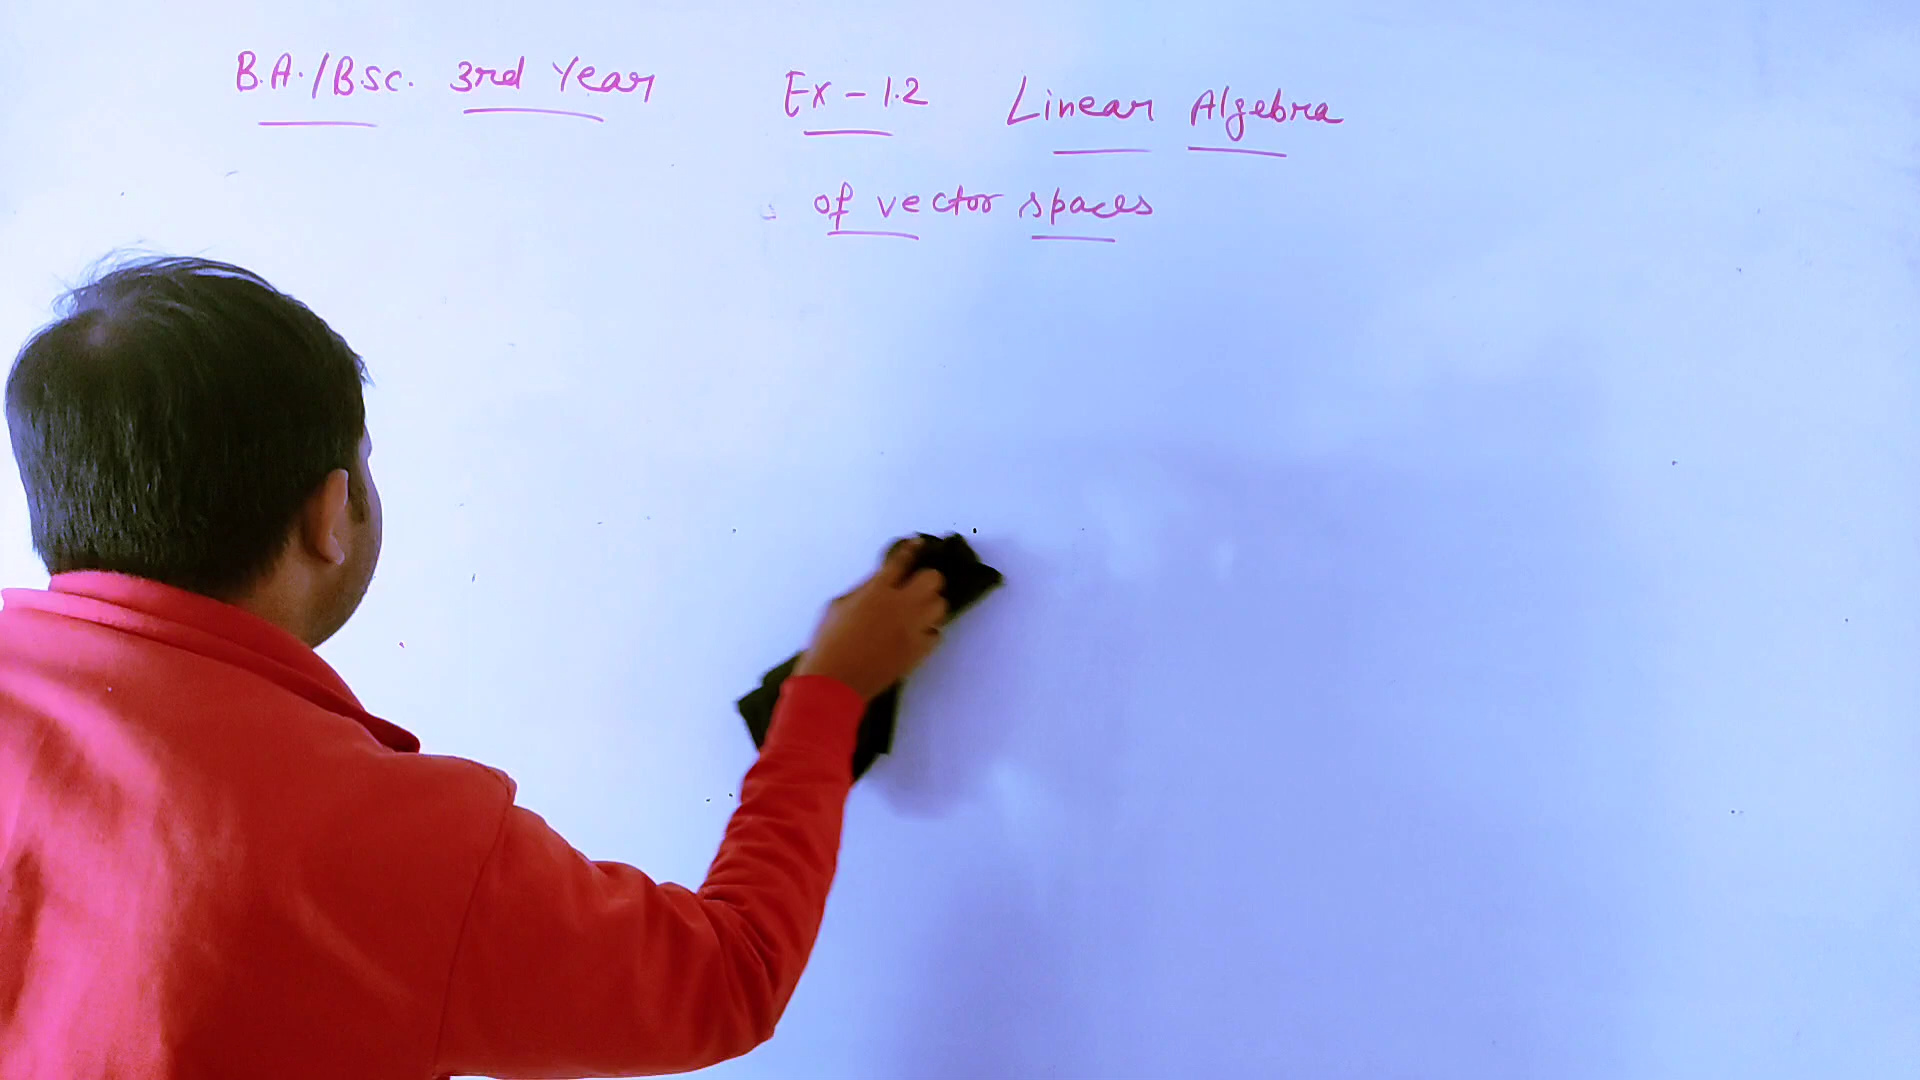 B.A./B.Sc. 3rd Year Ex - 1.2 Linear Algebra
of vector spaces